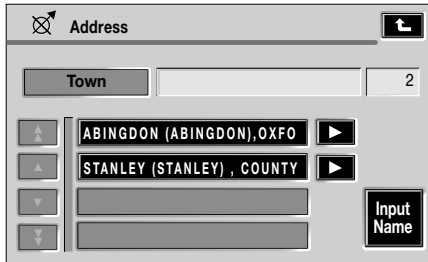 Address
Town 2
ABINGDON (ABINGDON),OXFO
STANLEY (STANLEY) , COUNTY
Input
Name